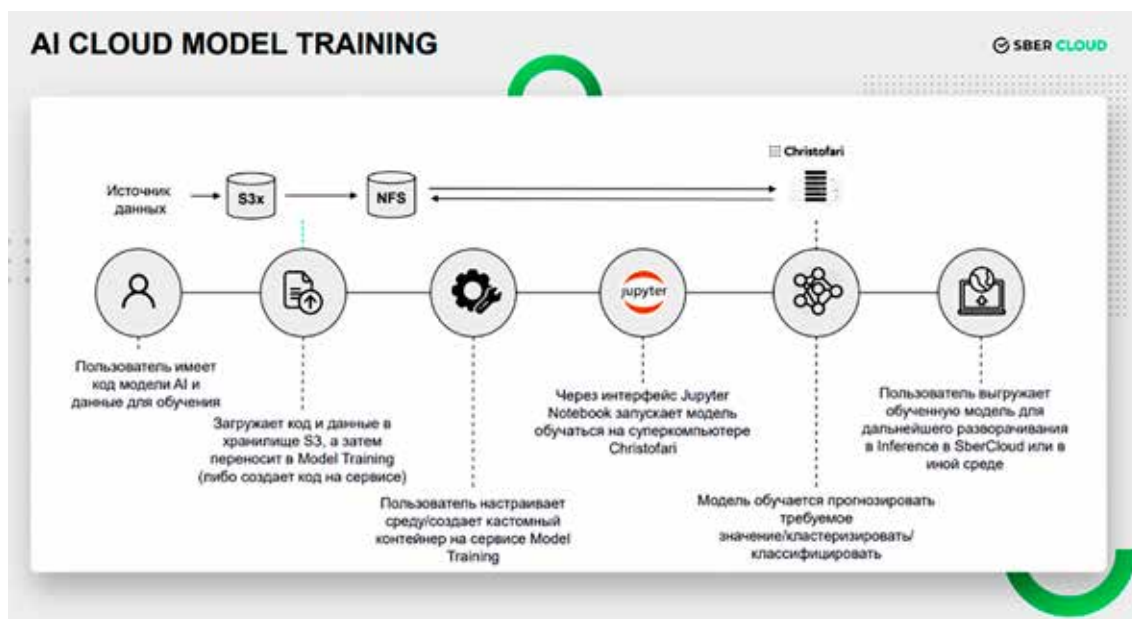 AI CLOUD MODEL TRAINING
SBER CLOUD
Christofari
Источник
данных
S3x
NFS
jupyter
Пользователь имеет
код модели AI и
данные для обучения
Загружает код и данные в
хранилище S3, а затем
переносит в Model Training
(либо создает код на сервисе)
Пользователь настраивает
среду/создает кастомный
контейнер на сервисе Model
Training
Через интерфейс Jupyter
Notebook запускает модель
обучаться на суперкомпьютере
Christofari
Модель обучается прогнозировать
требуемое
значение/кластеризировать/
классифицировать
Пользователь выгружает
обученную модель для
дальнейшего разворачивания
в Inference в SberCloud или в
иной среде